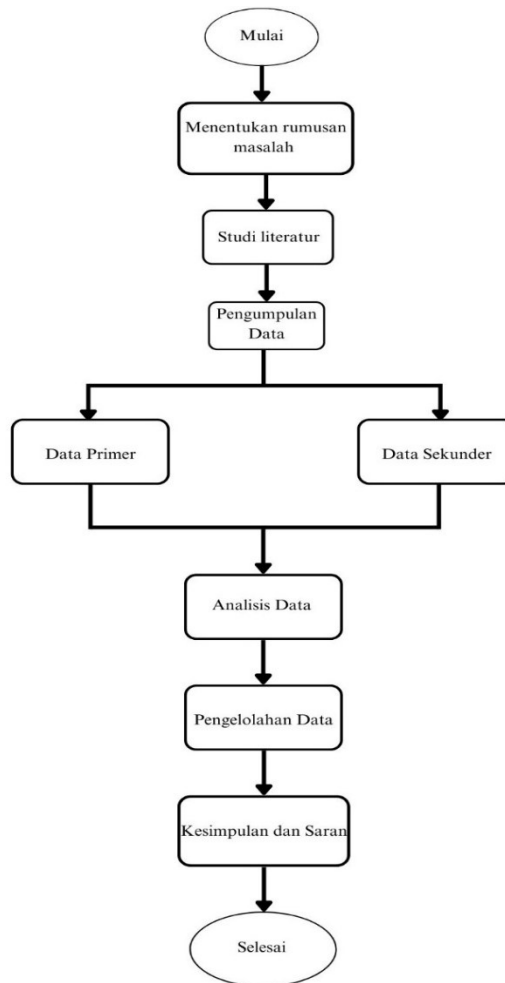 Mulai
Menentukan rumusan
masalah
Studi literatur
Pengumpulan
Data
Data Primer
Data Sekunder
Analisis Data
Pengelolahan Data
Kesimpulan dan Saran
Selesai